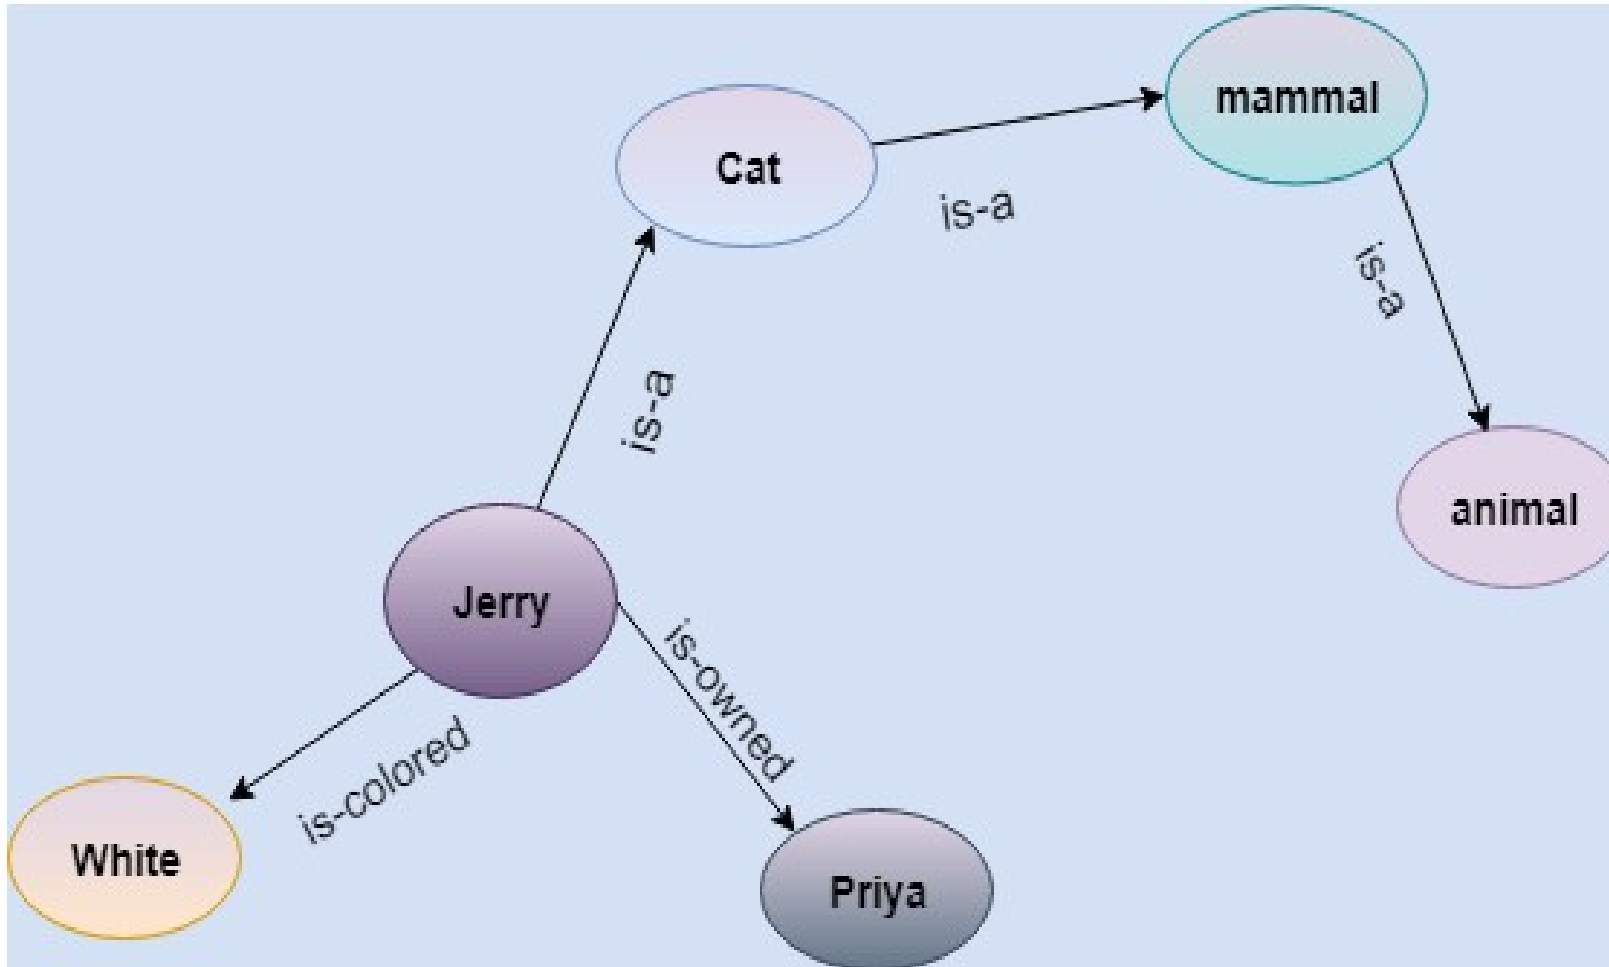 mammal
Cat
is-a
is-a
is-a
animal
Jerry
is-owned
is-colored
White
Priya